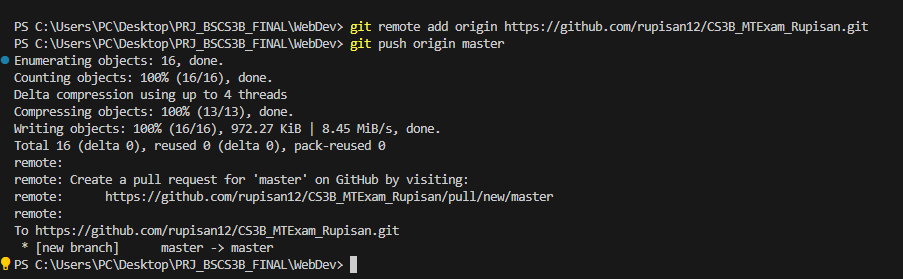 PS C:\Users\PC\Desktop\PRJ_BSCS3B_FINAL\WebDev> git remote add origin https://github.com/rupisan12/CS3B_MTExam_Rupisan.git
PS C:\Users\PC\Desktop\PRJ_BSCS3B_FINAL\WebDev> git push origin master
Enumerating objects: 16, done.
Counting objects: 100% (16/16), done.
Delta compression using up to 4 threads
Compressing objects: 100% (13/13), done.
Writing objects: 100% (16/16), 972.27 KiB | 8.45 MiB/s, done.
Total 16 (delta 0), reused 0 (delta 0), pack-reused 0
remote:
remote: Create a pull request for 'master' on GitHub by visiting:
remote:      https://github.com/rupisan12/CS3B_MTExam_Rupisan/pull/new/master
remote:
To https://github.com/rupisan12/CS3B_MTExam_Rupisan.git
 * [new branch]      master -> master
PS C:\Users\PC\Desktop\PRJ_BSCS3B_FINAL\WebDev>